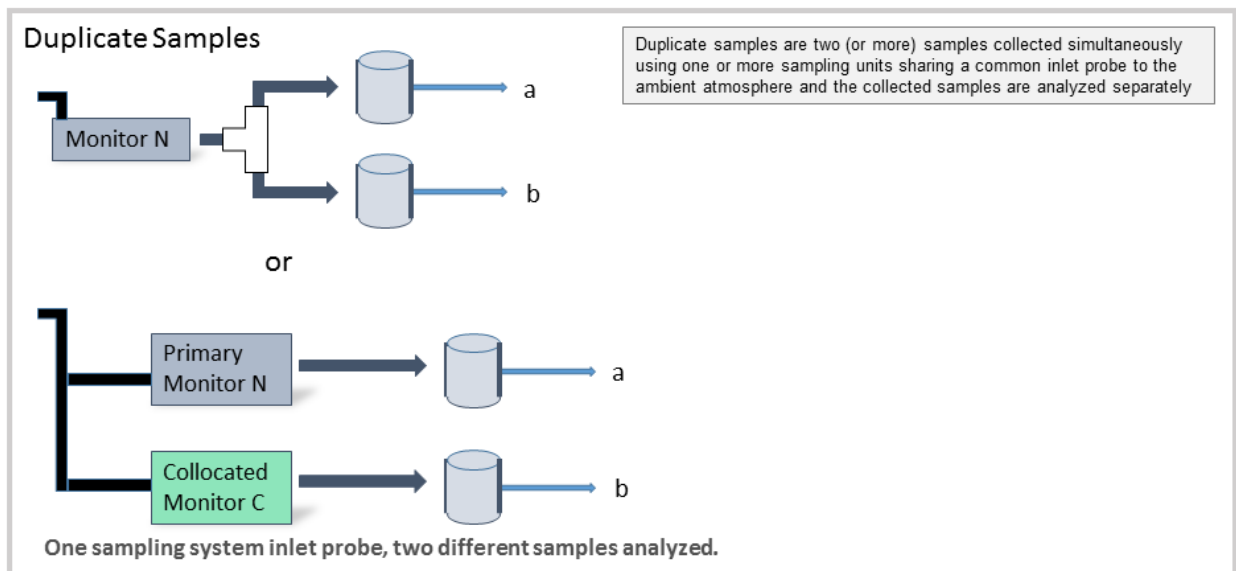 Duplicate Samples
Duplicate samples are two (or more) samples collected simultaneously
using one or more sampling units sharing a common inlet probe to the
ambient atmosphere and the collected samples are analyzed separately
Monitor N
a
b
or
Primary
Monitor N
a
Collocated
Monitor C
b
One sampling system inlet probe, two different samples analyzed.